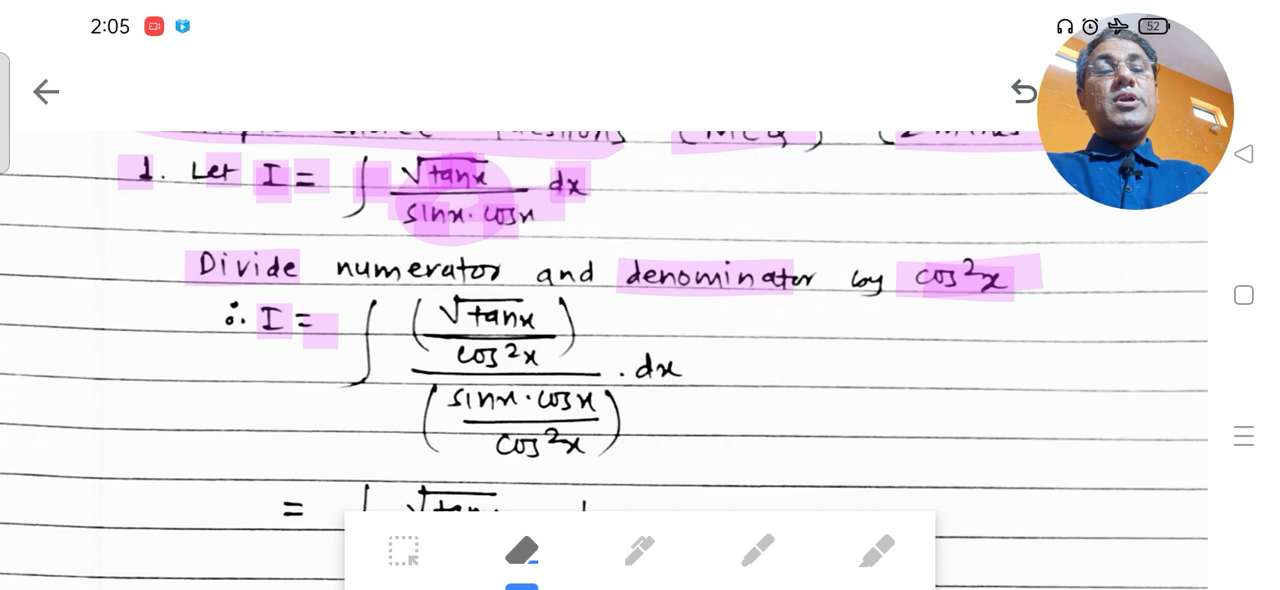 2:05 52
1. Let I = ∫ √tanx / sinx·cosx dx
Divide numerator and denominator by cos²x
∴ I = ∫ (√tanx / cos²x) / (sinx·cosx / cos²x) . dx
= ∫ √tan